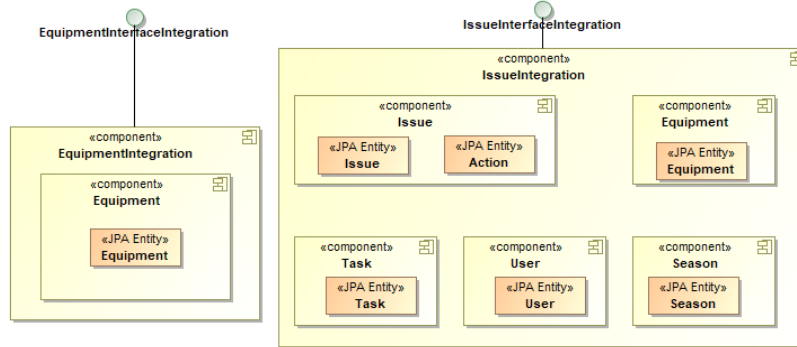 EquipmentInterfaceIntegration
«component»
EquipmentIntegration
«component»
Equipment
«JPA Entity»
Equipment
IssueInterfaceIntegration
«component»
IssueIntegration
«component»
Issue
«JPA Entity»
Issue
«JPA Entity»
Action
«component»
Equipment
«JPA Entity»
Equipment
«component»
Task
«JPA Entity»
Task
«component»
User
«JPA Entity»
User
«component»
Season
«JPA Entity»
Season